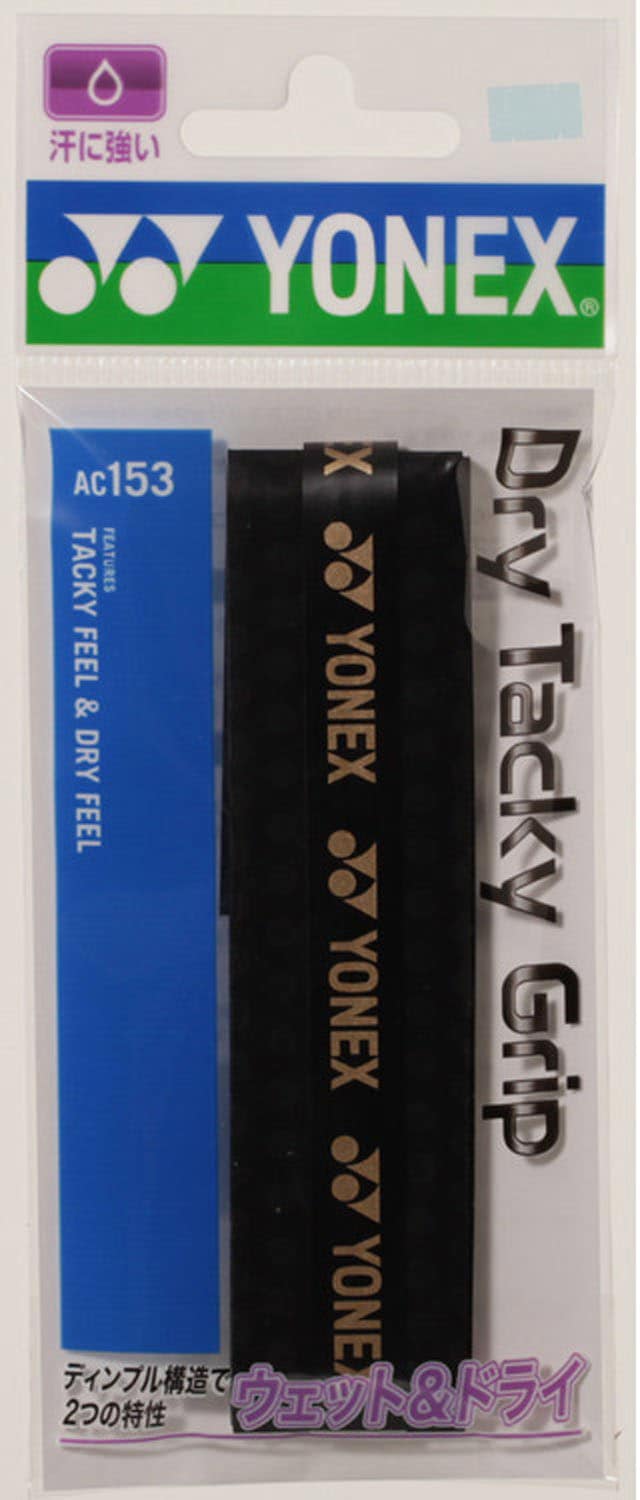 汗に強い
YONEX®
AC153
FEATURES
TACKY FEEL & DRY FEEL
EX
YONEX
YONEX
YONEX
Dry Tacky Grip
ディンプル構造で
2つの特性
ウェット&ドライ